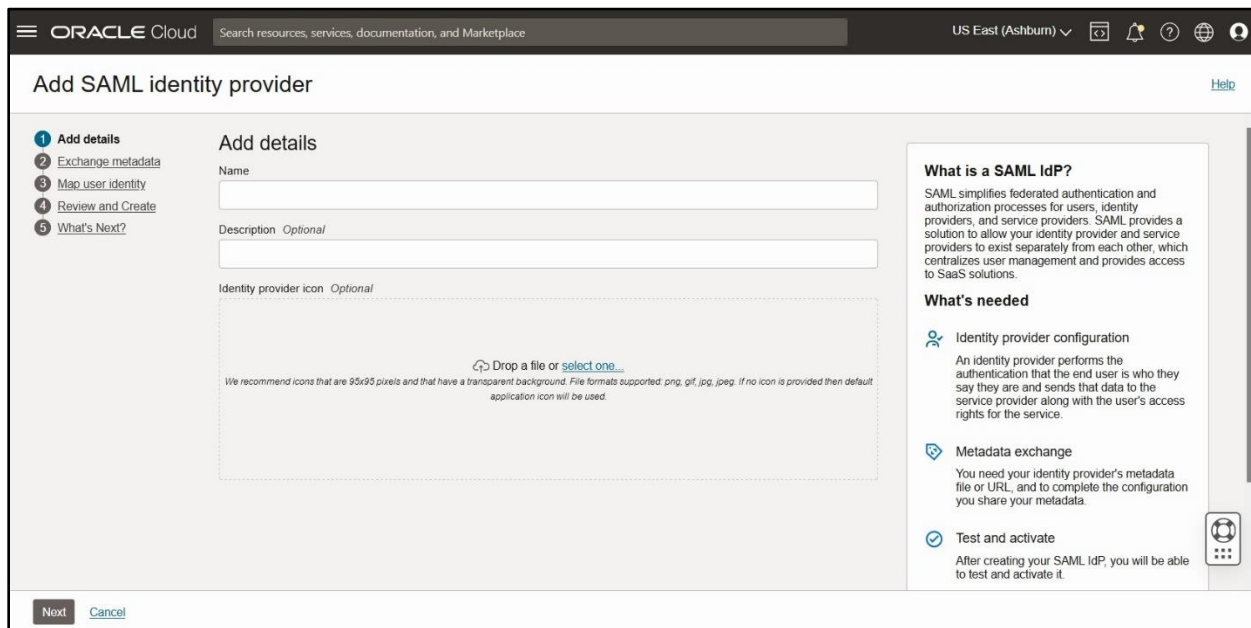 ORACLE Cloud
Search resources, services, documentation, and Marketplace
US East (Ashburn)
Add SAML identity provider
Help
1 Add details
2 Exchange metadata
3 Map user identity
4 Review and Create
5 What's Next?
Add details
Name
Description Optional
Identity provider icon Optional
Drop a file or select one...
We recommend icons that are 95x95 pixels and that have a transparent background. File formats supported: png, gif, jpg, jpeg. If no icon is provided then default
application icon will be used.
What is a SAML IdP?
SAML simplifies federated authentication and
authorization processes for users, identity
providers, and service providers. SAML provides a
solution to allow your identity provider and service
providers to exist separately from each other, which
centralizes user management and provides access
to SaaS solutions.
What's needed
Identity provider configuration
An identity provider performs the
authentication that the end user is who they
say they are and sends that data to the
service provider along with the user's access
rights for the service.
Metadata exchange
You need your identity provider's metadata
file or URL, and to complete the configuration
you share your metadata.
Test and activate
After creating your SAML IdP, you will be able
to test and activate it.
Next
Cancel